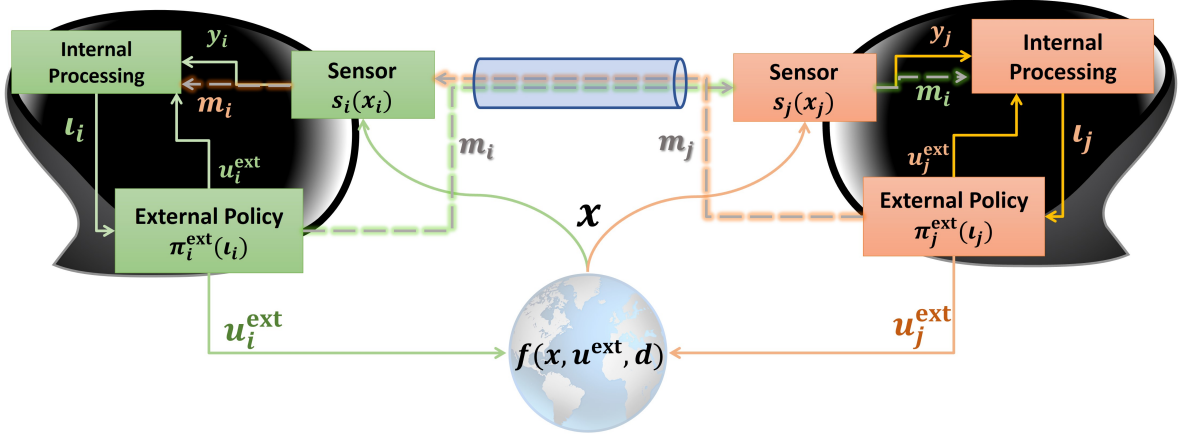 Internal
Processing
y_i
m_i
Sensor
s_i(x_i)
ι_i
u_i^ext
External Policy
π_i^ext(ι_i)
m_i
m_j
x
u_i^ext
f(x, u^ext, d)
u_j^ext
Sensor
s_j(x_j)
y_j
m_i
Internal
Processing
ι_j
u_j^ext
External Policy
π_j^ext(ι_j)